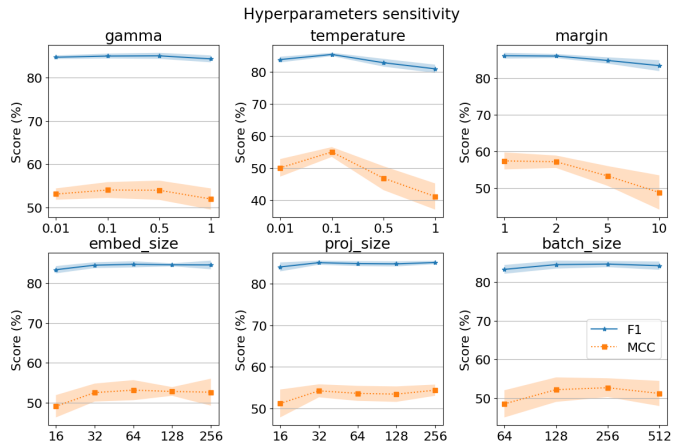 Hyperparameters sensitivity
gamma temperature margin
80 80 80
Score (%) Score (%) Score (%)
70 70 70
60 60 60
50 50 50
40
0.01 0.1 0.5 1 0.01 0.1 0.5 1 1 2 5 10
embed_size proj_size batch_size
80 80 80
Score (%) Score (%) Score (%)
70 70 70
60 60 60
50 50 50
F1
MCC
16 32 64 128 256 16 32 64 128 256 64 128 256 512